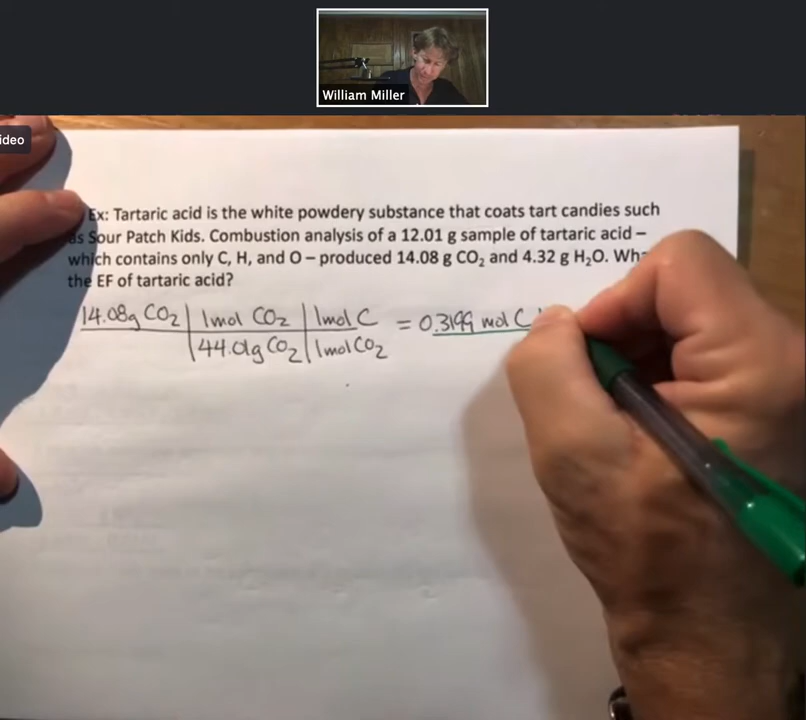 William Miller
ideo
Ex: Tartaric acid is the white powdery substance that coats tart candies such
as Sour Patch Kids. Combustion analysis of a 12.01 g sample of tartaric acid –
which contains only C, H, and O – produced 14.08 g CO₂ and 4.32 g H₂O. Wh
the EF of tartaric acid?
14.08g CO₂ | 1mol CO₂ | 1mol C = 0.3199 mol C
44.01g CO₂ | 1mol CO₂